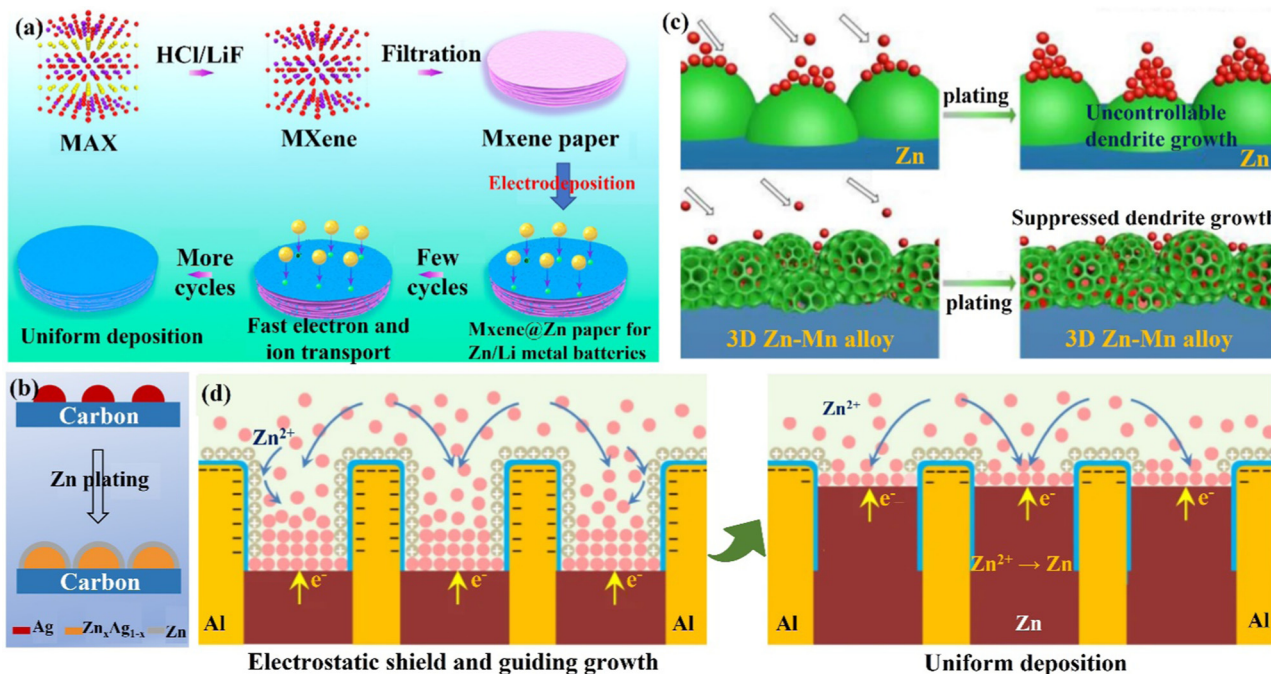 (a)
HCl/LiF
Filtration
MAX
MXene
Mxene paper
Electrodeposition
More
cycles
Few
cycles
Uniform deposition
Fast electron and
ion transport
Mxene@Zn paper for
Zn/Li metal batteries
(b)
Carbon
Zn plating
Carbon
Ag
ZnxAg1-x
Zn
(c)
plating
Zn
Uncontrollable
dendrite growth
Zn
Suppressed dendrite growth
plating
3D Zn-Mn alloy
3D Zn-Mn alloy
(d)
Zn²⁺
e⁻
e⁻
e⁻
Al
Al
Electrostatic shield and guiding growth
Zn²⁺
e⁻
e⁻
e⁻
Zn²⁺ → Zn
Al
Zn
Al
Uniform deposition